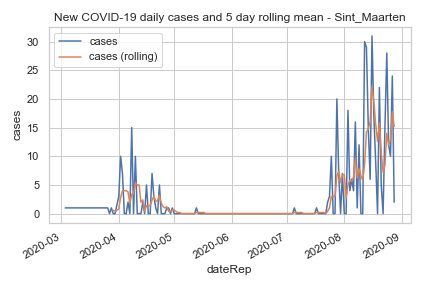 New COVID-19 daily cases and 5 day rolling mean - Sint_Maarten
cases
cases (rolling)
30
25
20
15
10
5
0
cases
2020-03
2020-04
2020-05
2020-06
2020-07
2020-08
2020-09
dateRep